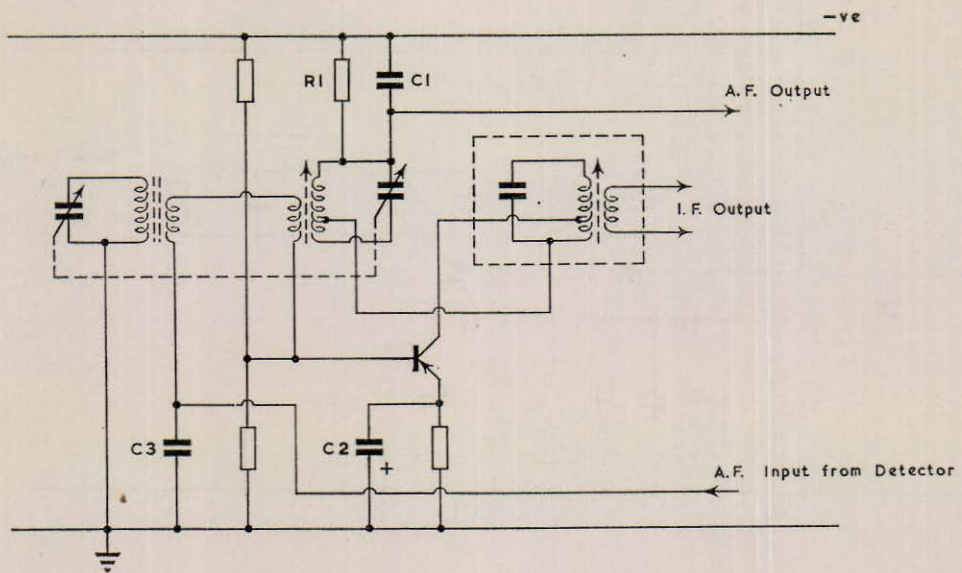 -ve
R1
C1
A.F. Output
I.F. Output
C3
C2
+
A.F. Input from Detector